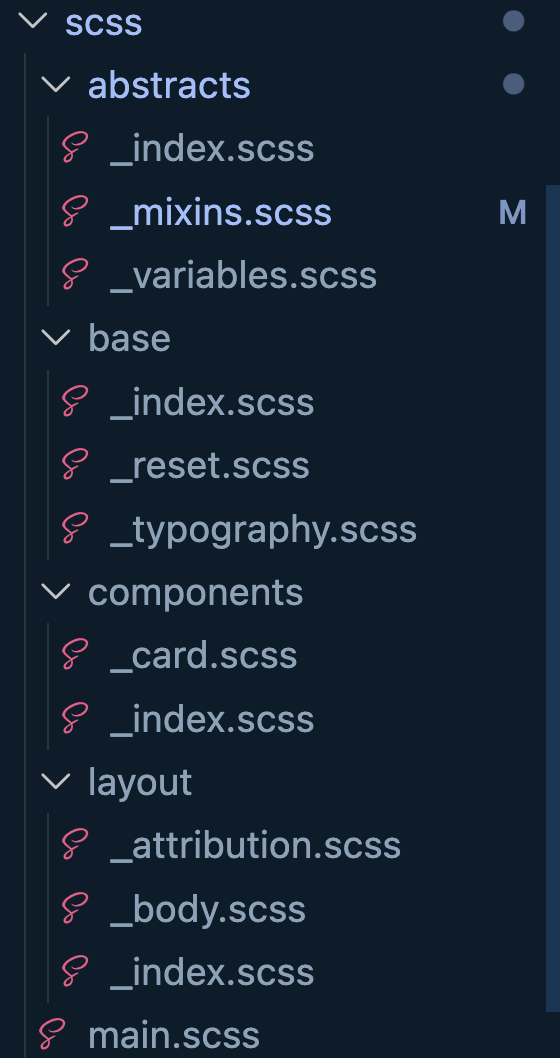 scss
abstracts
_index.scss
_mixins.scss M
_variables.scss
base
_index.scss
_reset.scss
_typography.scss
components
_card.scss
_index.scss
layout
_attribution.scss
_body.scss
_index.scss
main.scss